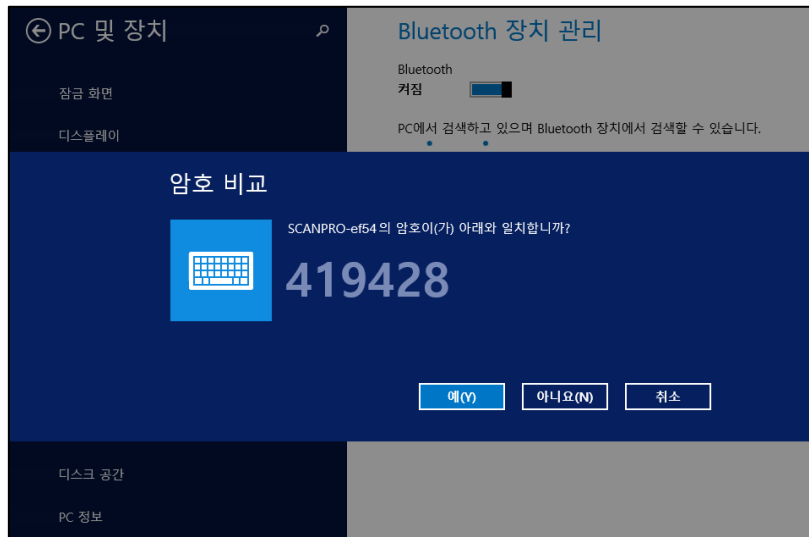 PC 및 장치
잠금 화면
디스플레이
Bluetooth 장치 관리
Bluetooth
켜짐
PC에서 검색하고 있으며 Bluetooth 장치에서 검색할 수 있습니다.
암호 비교
SCANPRO-ef54의 암호이(가) 아래와 일치합니까?
419428
예(Y)
아니요(N)
취소
디스크 공간
PC 정보